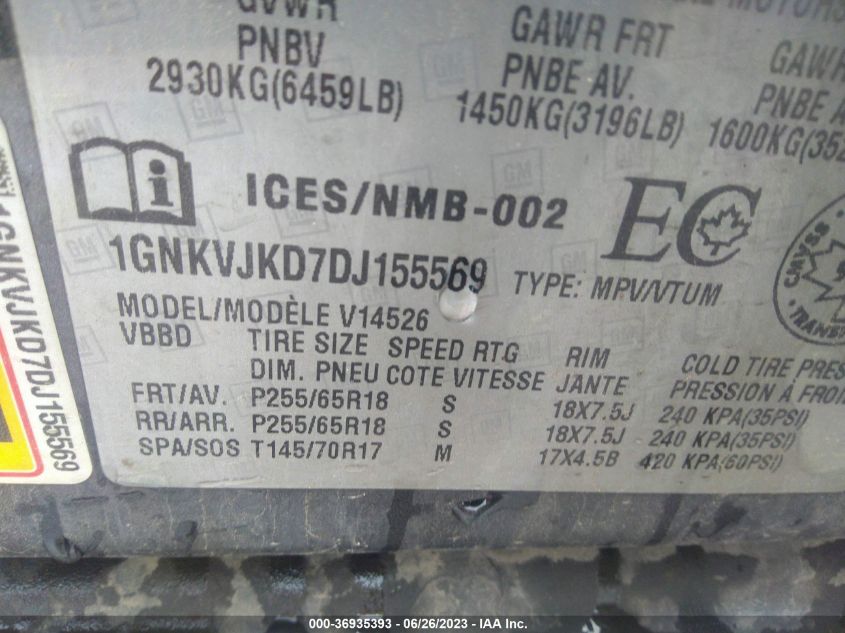 GVWR GAWR FRT GAWR
PNBV PNBE AV. PNBE
2930KG(6459LB) 1450KG(3196LB) 1600KG(352
ICES/NMB-002 EC
1GNKVJKD7DJ155569 TYPE: MPV/VTUM
MODEL/MODÈLE V14526
VBBD TIRE SIZE SPEED RTG RIM COLD TIRE PRES
DIM. PNEU COTE VITESSE JANTE PRESSION À FROI
FRT/AV. P255/65R18 S 18X7.5J 240 KPA(35PSI)
RR/ARR. P255/65R18 S 18X7.5J 240 KPA(35PSI)
SPA/SOS T145/70R17 M 17X4.5B 420 KPA(60PSI)
1GNKVJKD7DJ155569
CMVSS
GM
000-36935393 - 06/26/2023 - IAA Inc.